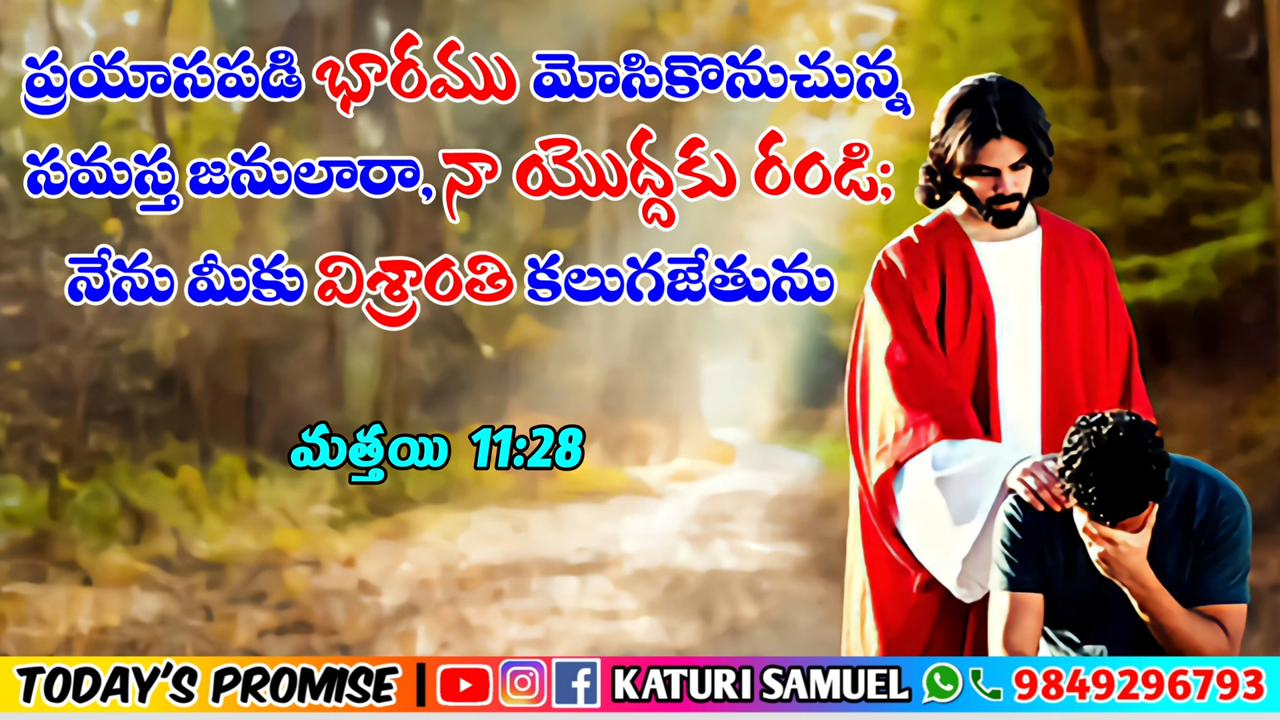 ప్రయాసపడి భారము మోసికొనుచున్న
సమస్త జనులారా, నా యొద్దకు రండి;
నేను మీకు విశ్రాంతి కలుగజేతును
మత్తయి 11:28
TODAY'S PROMISE | KATURI SAMUEL 9849296793